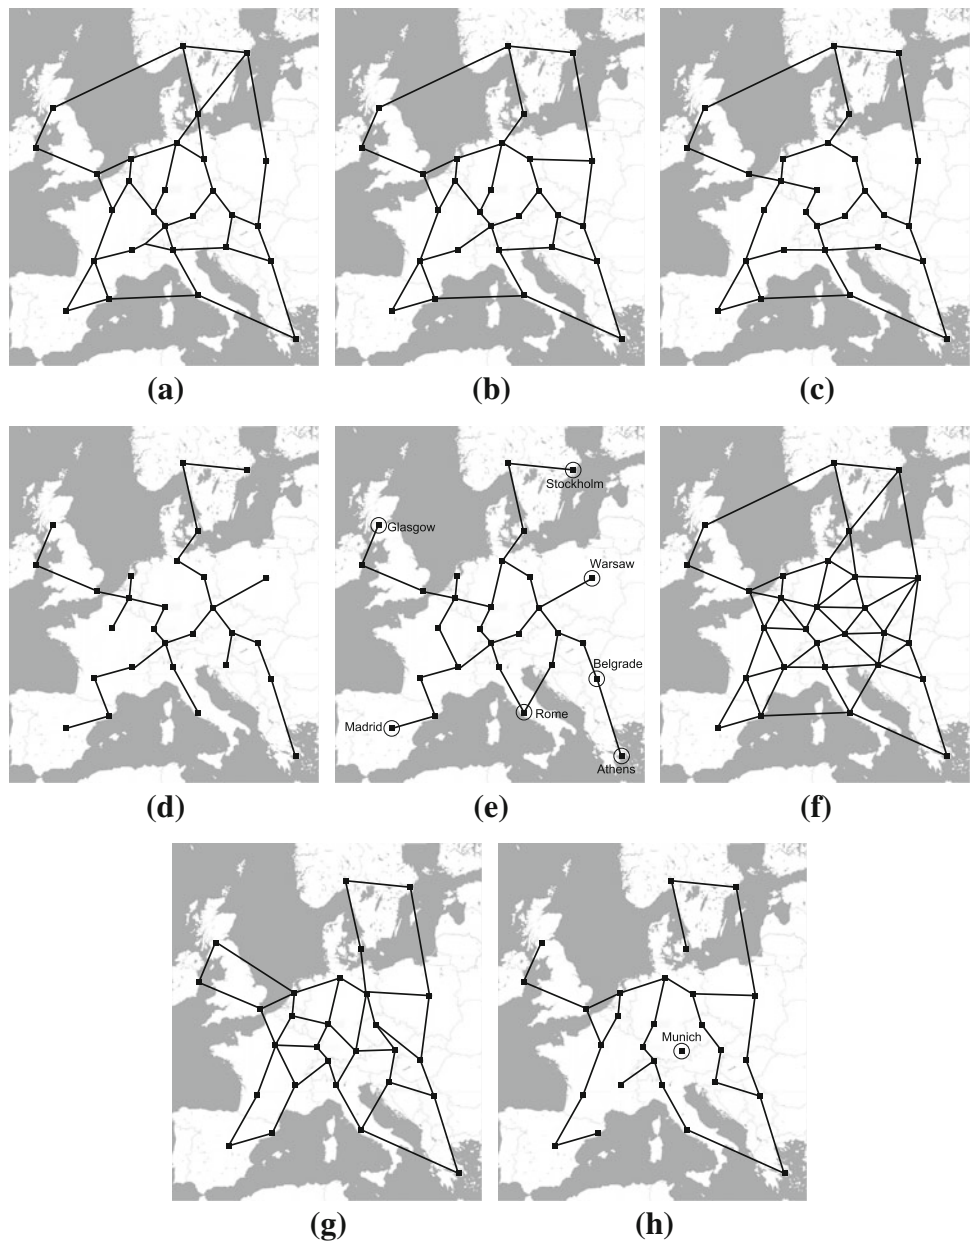 (a)
(b)
(c)
Stockholm
Glasgow
Warsaw
Belgrade
Rome
Madrid
Athens
(d)
(e)
(f)
Munich
(g)
(h)